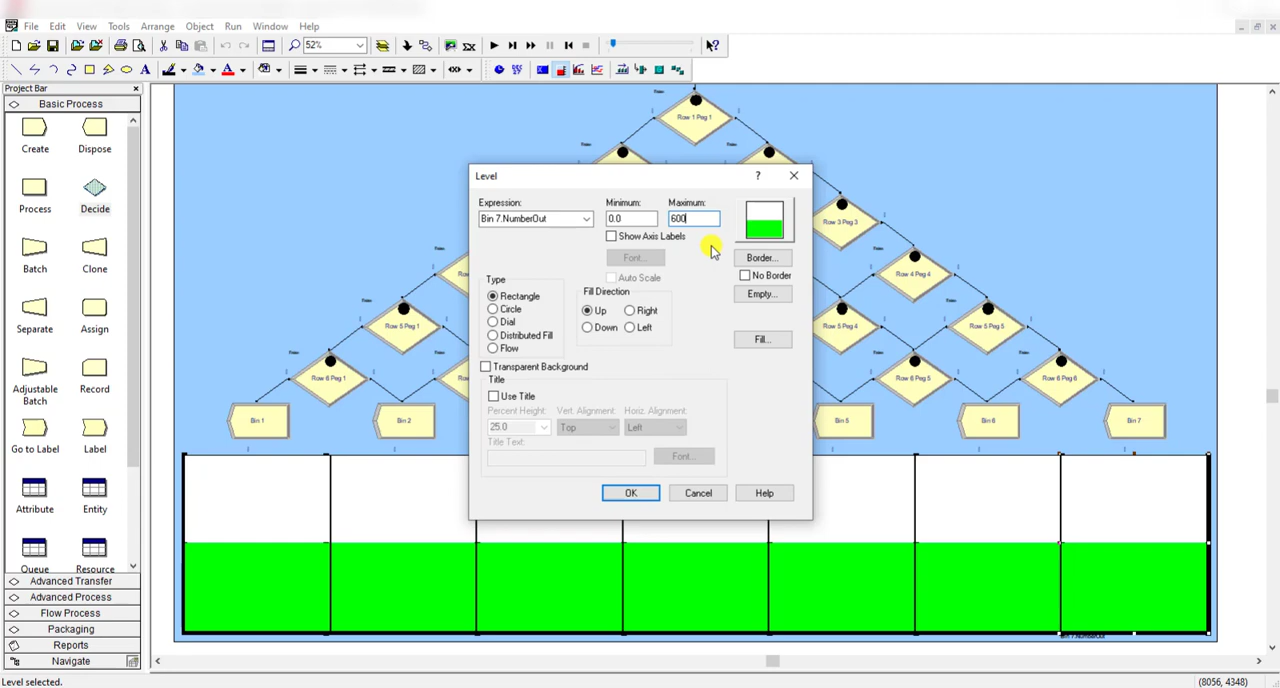 File Edit View Tools Arrange Object Run Window Help
52%
Project Bar
Basic Process
Create Dispose
Process Decide
Batch Clone
Separate Assign
Adjustable Batch Record
Go to Label Label
Attribute Entity
Queue Resource
Advanced Transfer
Advanced Process
Flow Process
Packaging
Reports
Navigate
Row 1 Peg 1
Row 3 Peg 3
Row 4 Peg 4
Row 5 Peg 1
Row 5 Peg 4
Row 5 Peg 5
Row 6 Peg 1
Row 6 Peg 5
Row 6 Peg 6
Bin 1 Bin 2 Bin 5 Bin 6 Bin 7
Bin 7.NumberOut
Level
Expression: Minimum: Maximum:
Bin 7.NumberOut 0.0 600
Show Axis Labels
Font...
Border...
Auto Scale
No Border
Empty...
Fill...
Type
Rectangle
Circle
Dial
Distributed Fill
Flow
Fill Direction
Up Right
Down Left
Transparent Background
Title
Use Title
Percent Height: Vert. Alignment: Horiz. Alignment:
25.0 Top Left
Title Text:
Font...
OK Cancel Help
Level selected.
(8056, 4348)